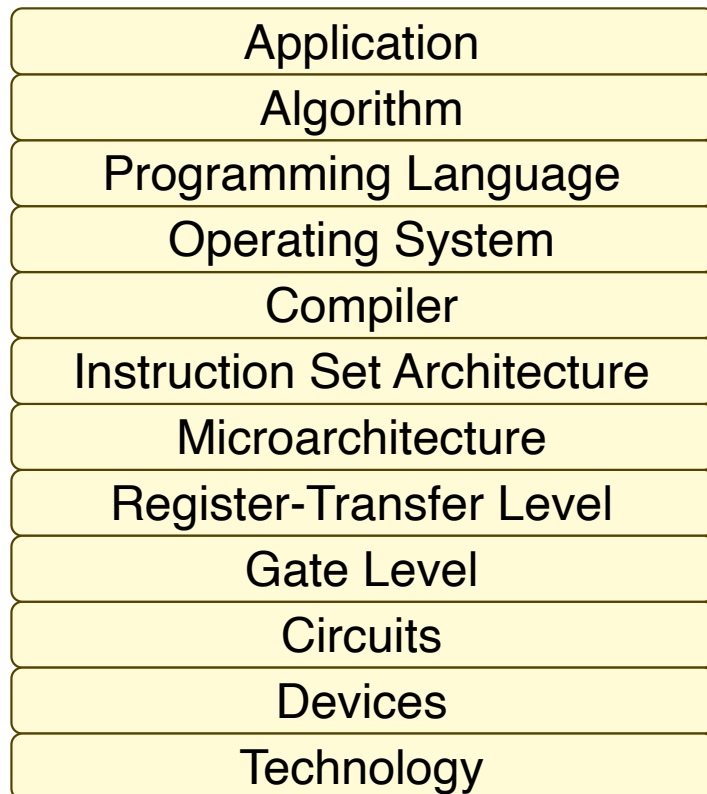 Application
Algorithm
Programming Language
Operating System
Compiler
Instruction Set Architecture
Microarchitecture
Register-Transfer Level
Gate Level
Circuits
Devices
Technology